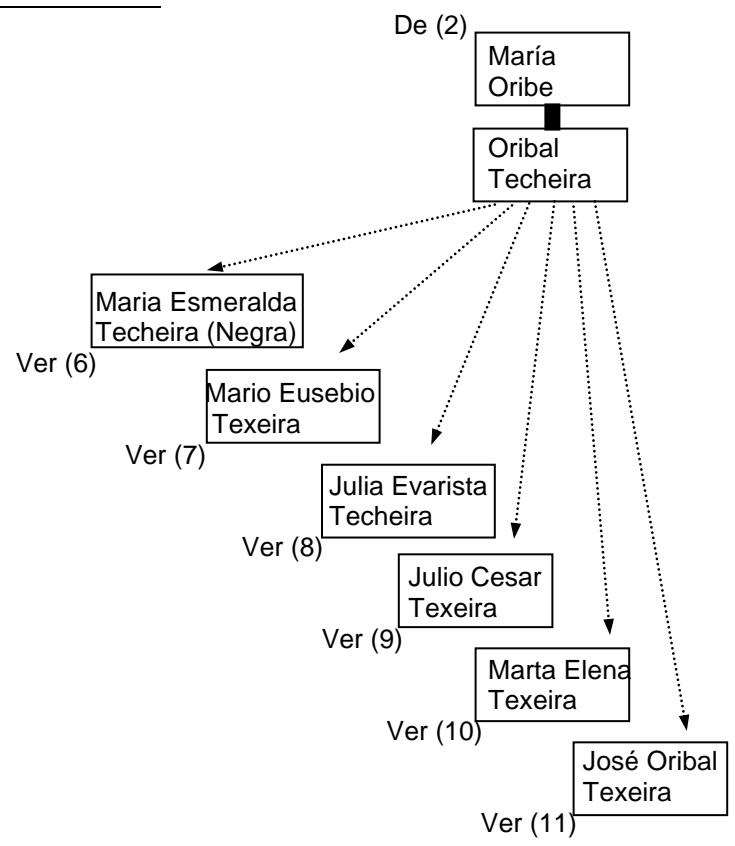 De (2)
María
Oribe
Oribal
Techeira
Maria Esmeralda
Techeira (Negra)
Ver (6)
Mario Eusebio
Texeira
Ver (7)
Julia Evarista
Techeira
Ver (8)
Julio Cesar
Texeira
Ver (9)
Marta Elena
Texeira
Ver (10)
José Oribal
Texeira
Ver (11)